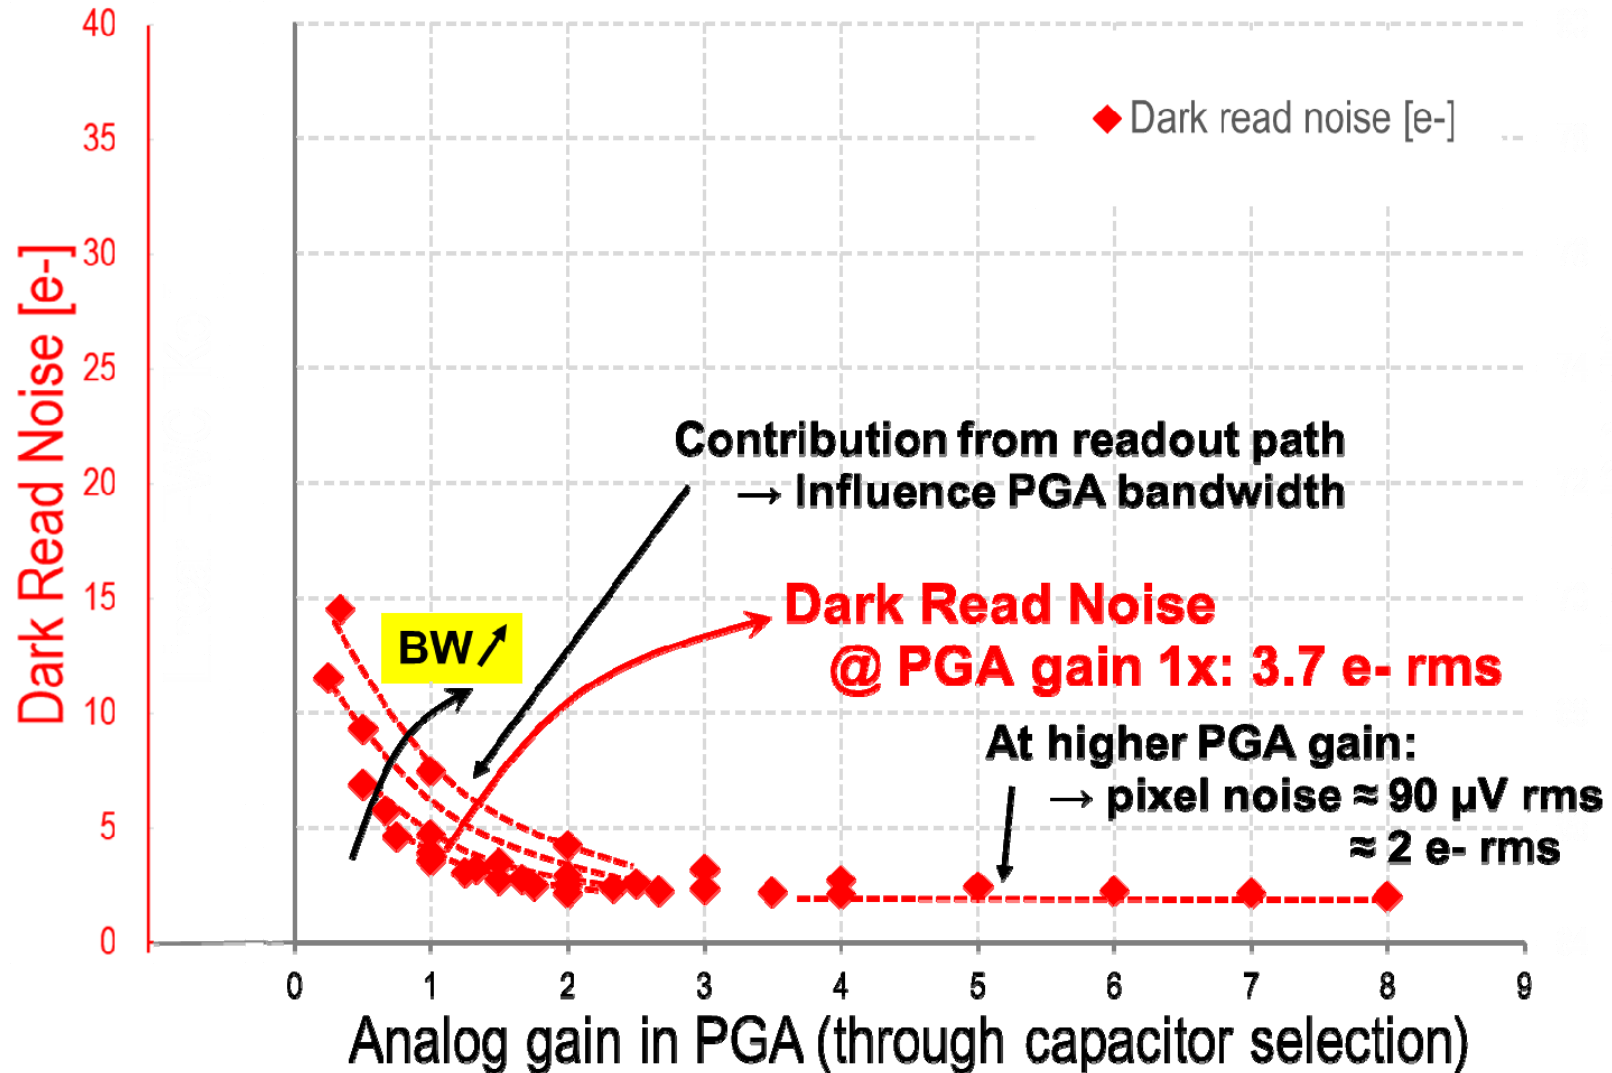 40
35
30
25
20
15
10
5
0
Dark Read Noise [e-]
Dark read noise [e-]
Contribution from readout path
→ Influence PGA bandwidth
BW
Dark Read Noise
@ PGA gain 1x: 3.7 e- rms
At higher PGA gain:
→ pixel noise ≈ 90 µV rms
≈ 2 e- rms
0 1 2 3 4 5 6 7 8 9
Analog gain in PGA (through capacitor selection)